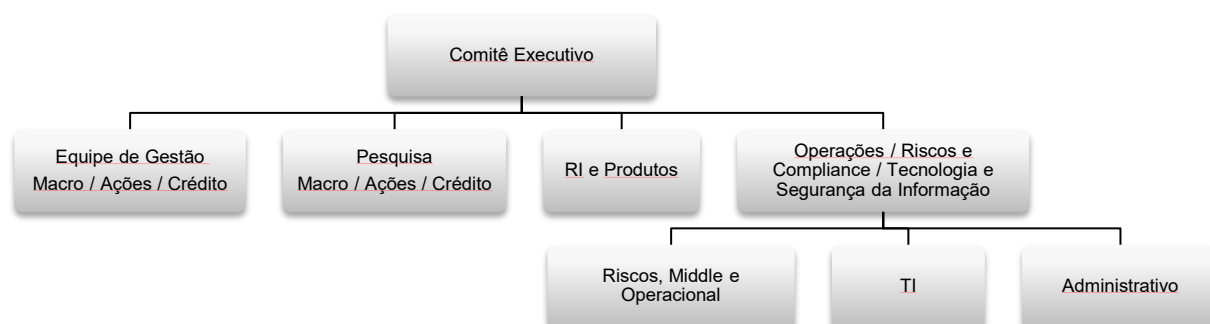 Comitê Executivo
Equipe de Gestão
Macro / Ações / Crédito
Pesquisa
Macro / Ações / Crédito
RI e Produtos
Operações / Riscos e
Compliance / Tecnologia e
Segurança da Informação
Riscos, Middle e
Operacional
TI
Administrativo